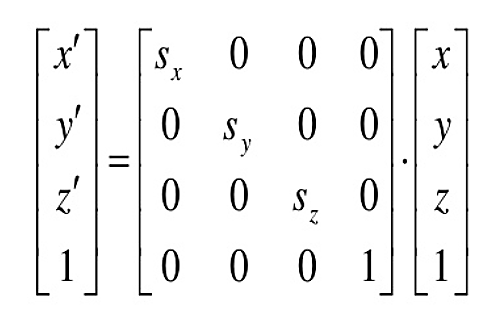 [x′] [s_x 0 0 0] [x]
[y′] [0 s_y 0 0] [y]
[z′] = [0 0 s_z 0] · [z]
[1] [0 0 0 1] [1]